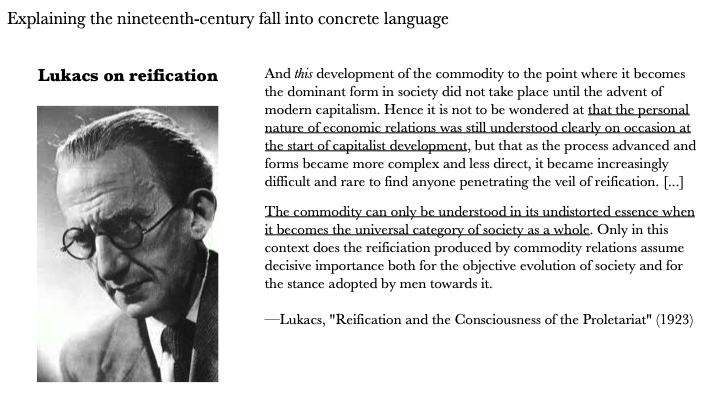 Explaining the nineteenth-century fall into concrete language
Lukacs on reification
And this development of the commodity to the point where it becomes
the dominant form in society did not take place until the advent of
modern capitalism. Hence it is not to be wondered at that the personal
nature of economic relations was still understood clearly on occasion at
the start of capitalist development, but that as the process advanced and
forms became more complex and less direct, it became increasingly
difficult and rare to find anyone penetrating the veil of reification. [...]
The commodity can only be understood in its undistorted essence when
it becomes the universal category of society as a whole. Only in this
context does the reificiation produced by commodity relations assume
decisive importance both for the objective evolution of society and for
the stance adopted by men towards it.
—Lukacs, "Reification and the Consciousness of the Proletariat" (1923)